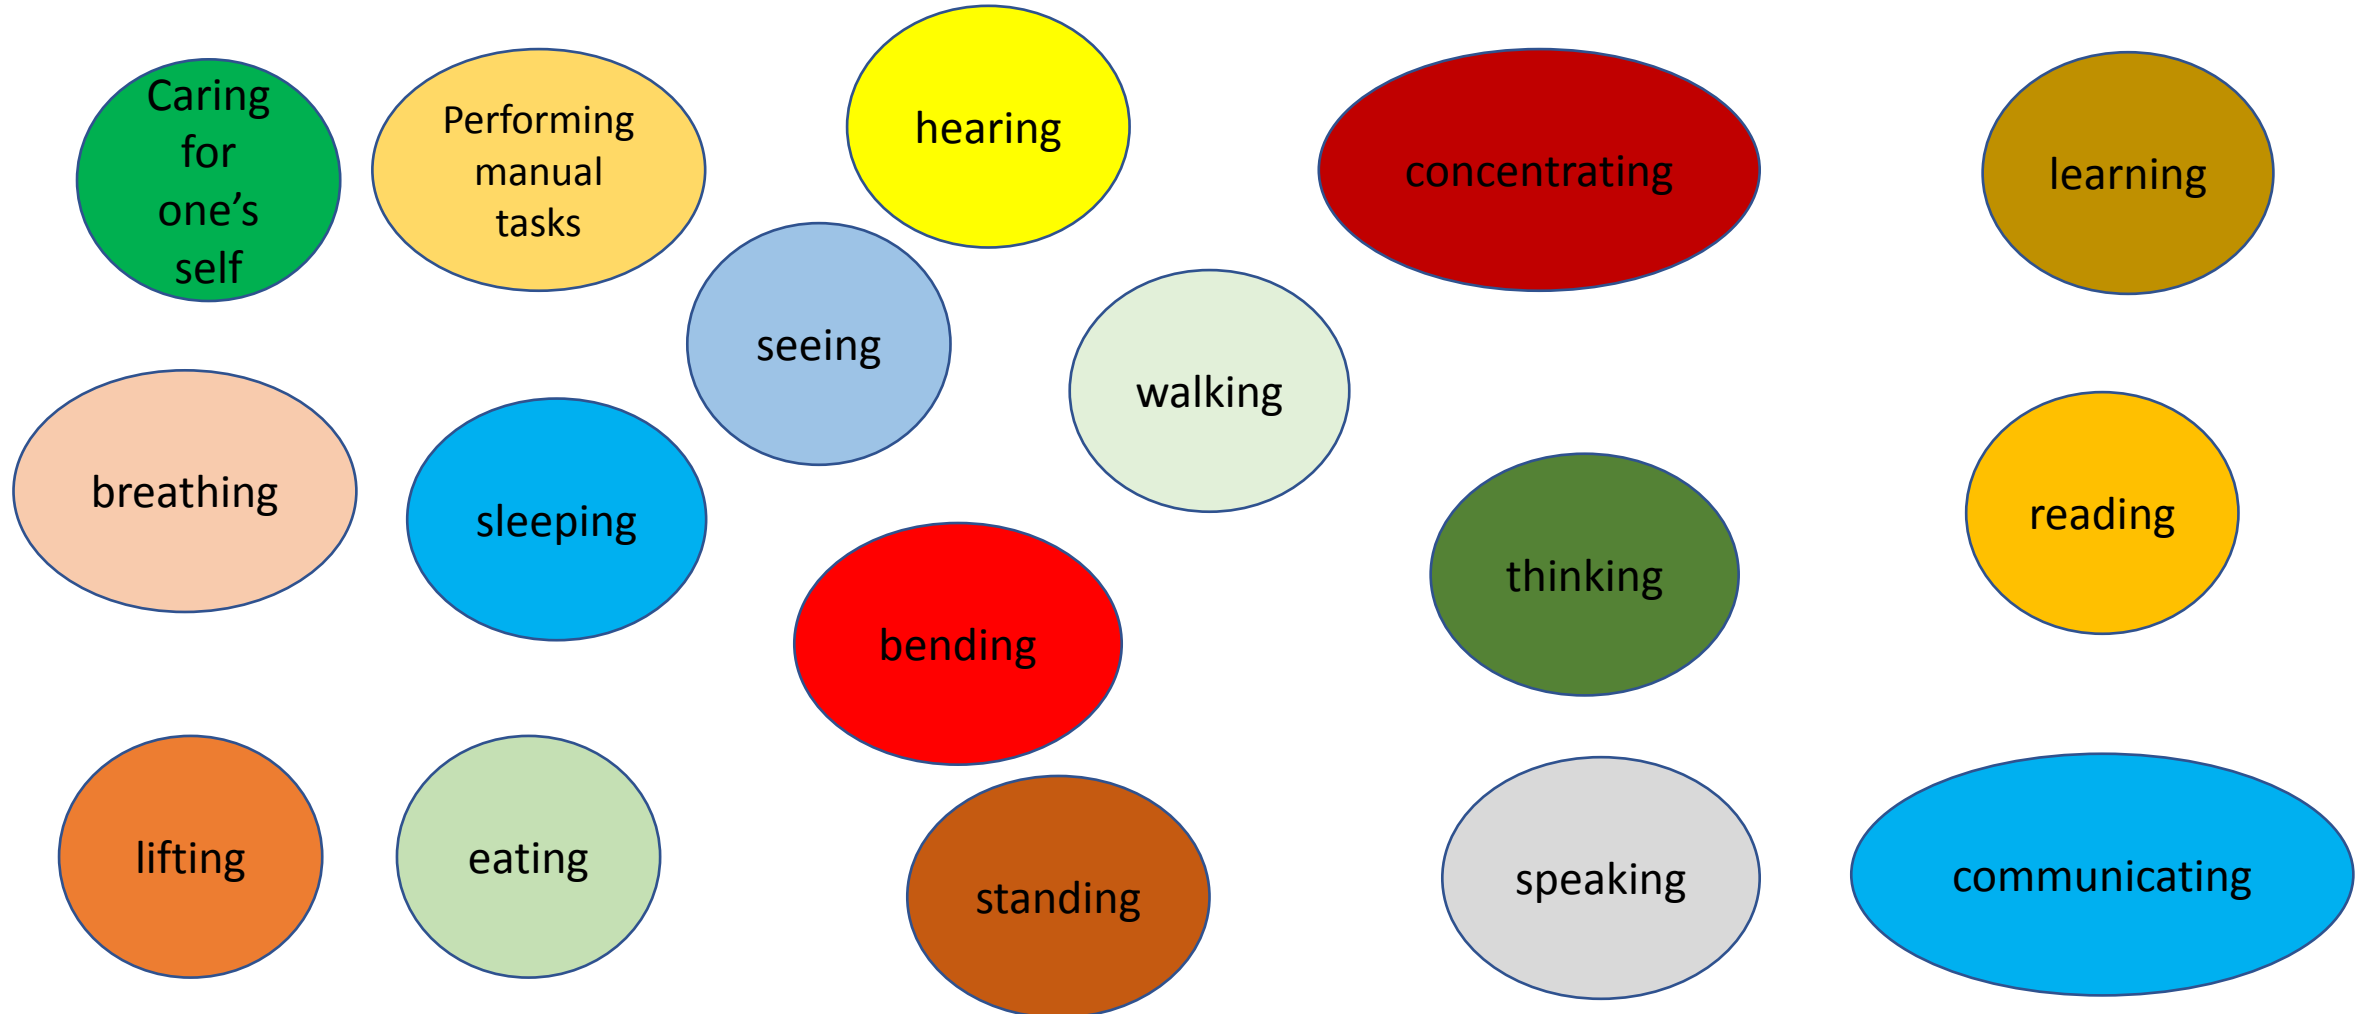 Caring
for
one’s
self
Performing
manual
tasks
hearing
concentrating
learning
seeing
walking
breathing
sleeping
reading
thinking
bending
lifting
eating
standing
speaking
communicating